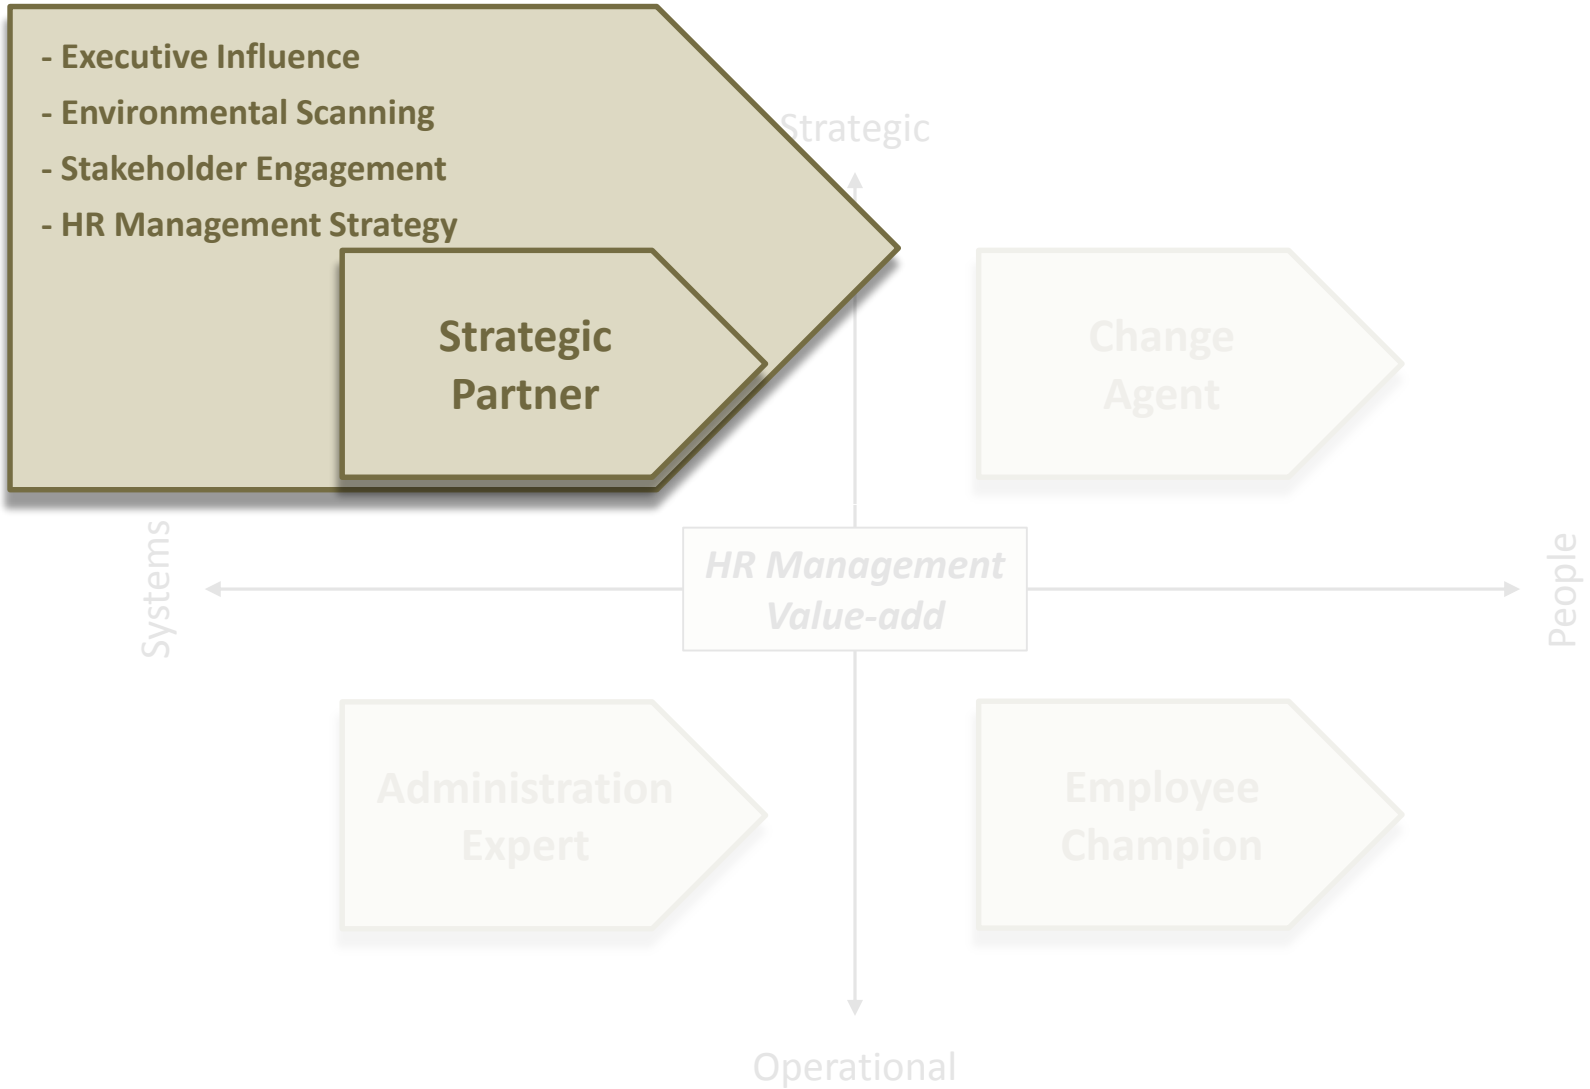 - Executive Influence
- Environmental Scanning
- Stakeholder Engagement
- HR Management Strategy
Strategic
Strategic
Partner
Change
Agent
Systems
HR Management
Value-add
People
Administration
Expert
Employee
Champion
Operational